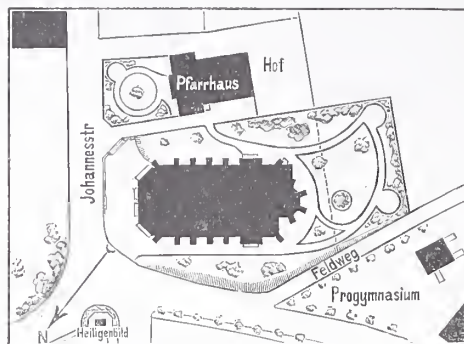 Hof
Pfarrhaus
Johannesstr
Feldweg
Progymnasium
N
Heiligenbild